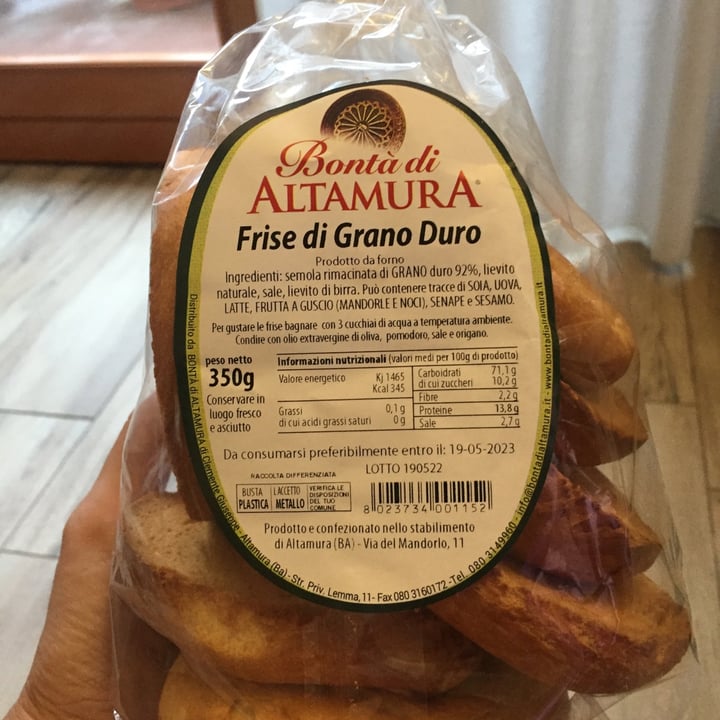 Bontà di
ALTAMURA®
Frise di Grano Duro
Prodotto da forno
Ingredienti: semola rimacinata di GRANO duro 92%, lievito
naturale, sale, lievito di birra. Può contenere tracce di SOIA, UOVA,
LATTE, FRUTTA A GUSCIO (MANDORLE E NOCI), SENAPE e SESAMO.
Per gustare le frise bagnare con 3 cucchiai di acqua a temperatura ambiente.
Condire con olio extravergine di oliva, pomodoro, sale e origano.
peso netto
350g
Conservare in
luogo fresco
e asciutto
Informazioni nutrizionali (valori medi per 100g di prodotto)
Valore energetico Kj 1465
Kcal 345
Grassi 0,1 g
di cui acidi grassi saturi 0g
Carboidrati 71,1g
di cui zuccheri 10,2g
Fibre 2,2g
Proteine 13,8g
Sale 2,7g
Da consumarsi preferibilmente entro il: 19-05-2023
LOTTO 190522
RACCOLTA DIFFERENZIATA
BUSTA
PLASTICA
LACCETTO
METALLO
VERIFICA LE
DISPOSIZIONI
DEL TUO
COMUNE
8 023734 001152
Prodotto e confezionato nello stabilimento
di Altamura (BA) - Via del Mandorlo, 11
Distribuito da BONTÀ di ALTAMURA di Clemente Giuseppe - Altamura (Ba) - Str. Priv. Lemma, 11 - Fax 080 3160172 - Tel. 080 3149960 - info@bontadialtamura.it - www.bontadialtamura.it